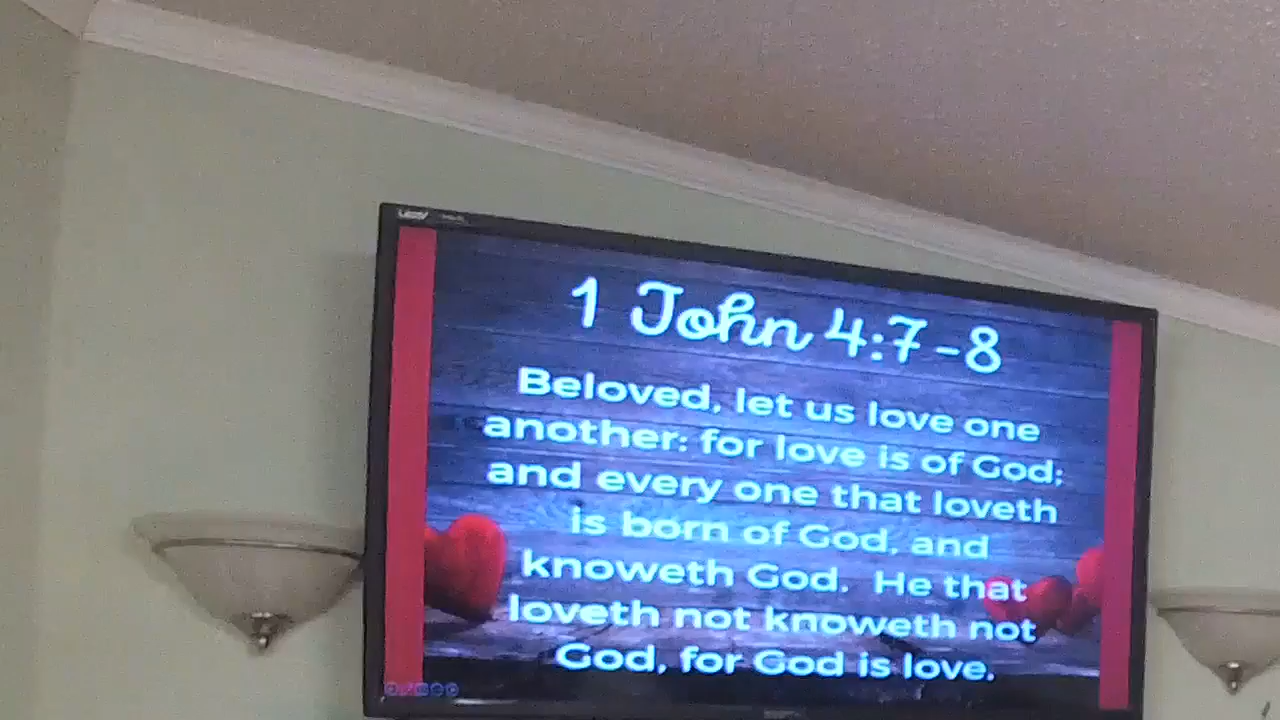 1 John 4:7-8
Beloved, let us love one
another: for love is of God;
and every one that loveth
is born of God, and
knoweth God. He that
loveth not knoweth not
God, for God is love.